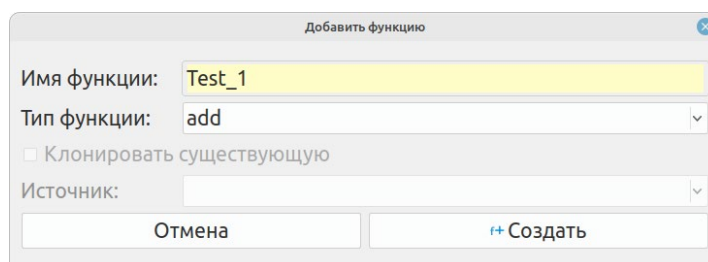 Добавить функцию
Имя функции: Test_1
Тип функции: add
Клонировать существующую
Источник:
Отмена f+ Создать